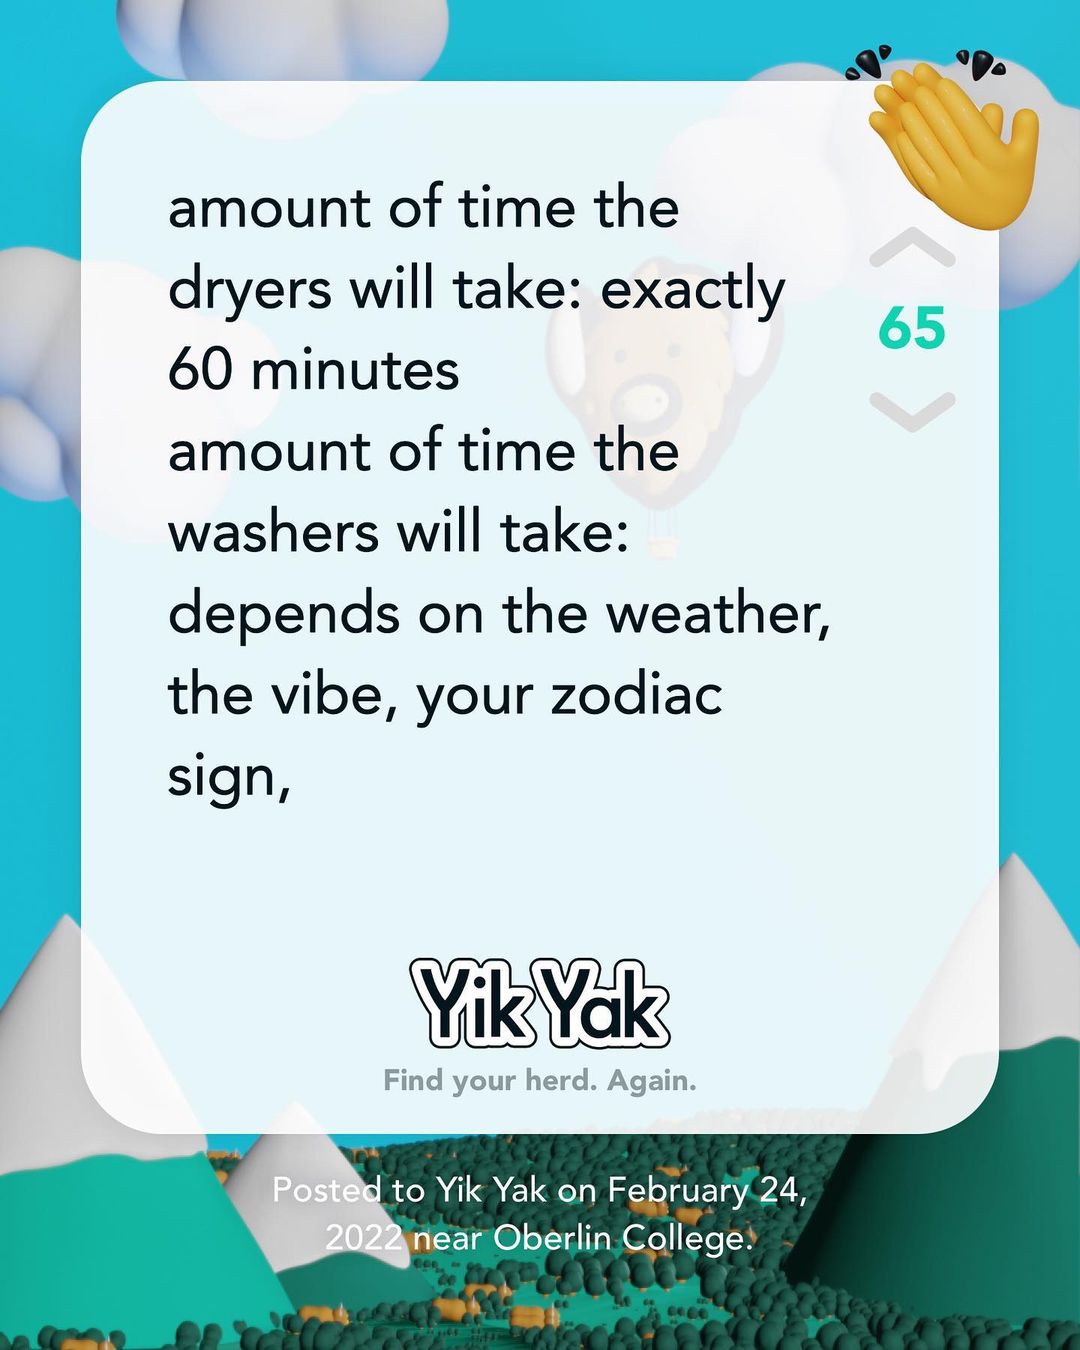 amount of time the
dryers will take: exactly
60 minutes
amount of time the
washers will take:
depends on the weather,
the vibe, your zodiac
sign,
65
Yik Yak
Find your herd. Again.
Posted to Yik Yak on February 24,
2022 near Oberlin College.